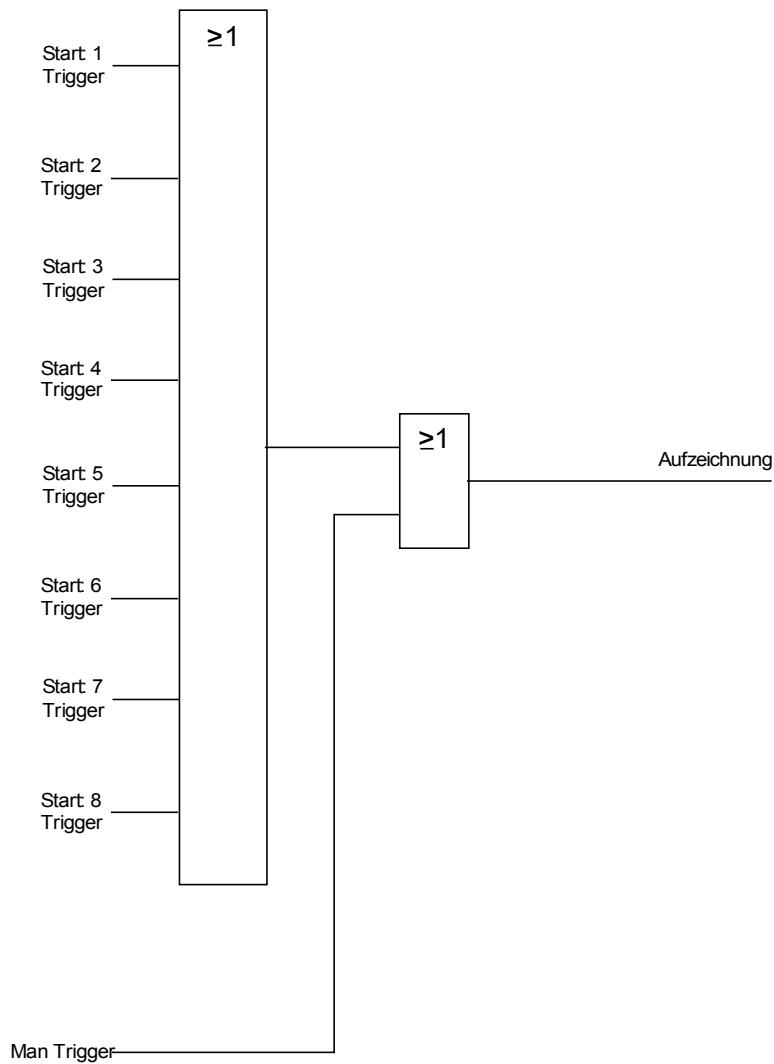 ≥1
Start: 1
Trigger
Start: 2
Trigger
Start: 3
Trigger
Start: 4
Trigger
≥1
Aufzeichnung
Start: 5
Trigger
Start: 6
Trigger
Start: 7
Trigger
Start: 8
Trigger
Man Trigger